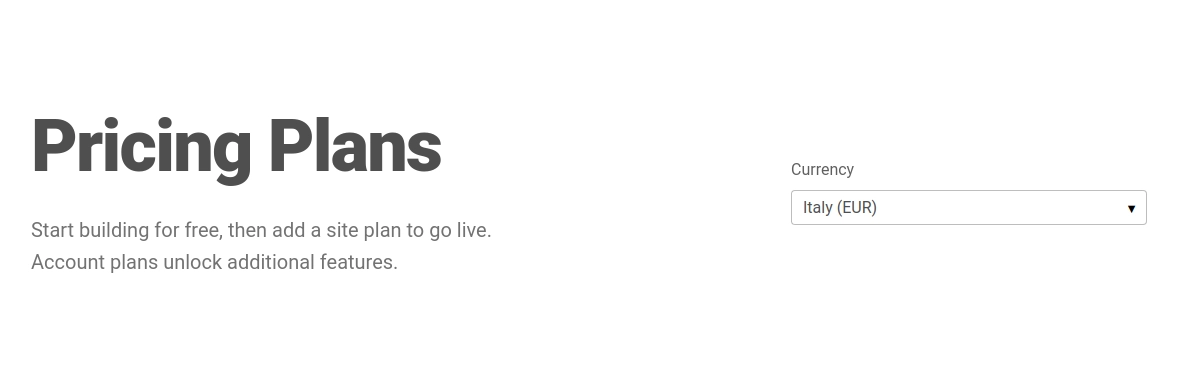 Pricing Plans
Start building for free, then add a site plan to go live.
Account plans unlock additional features.
Currency
Italy (EUR)